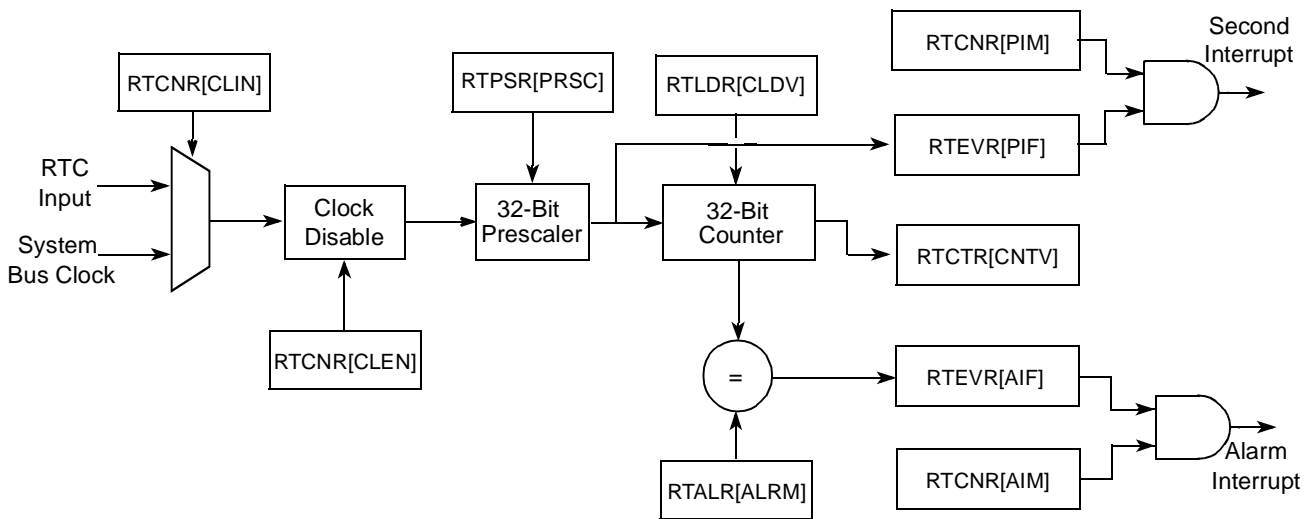 RTCNR[PIM]
Second
Interrupt
RTCNR[CLIN]
RTPSR[PRSC]
RTLDR[CLDV]
RTEVR[PIF]
RTC
Input
Clock
Disable
32-Bit
Prescaler
32-Bit
Counter
System
Bus Clock
RTCTR[CNTV]
RTCNR[CLEN]
=
RTEVR[AIF]
RTALR[ALRM]
RTCNR[AIM]
Alarm
Interrupt